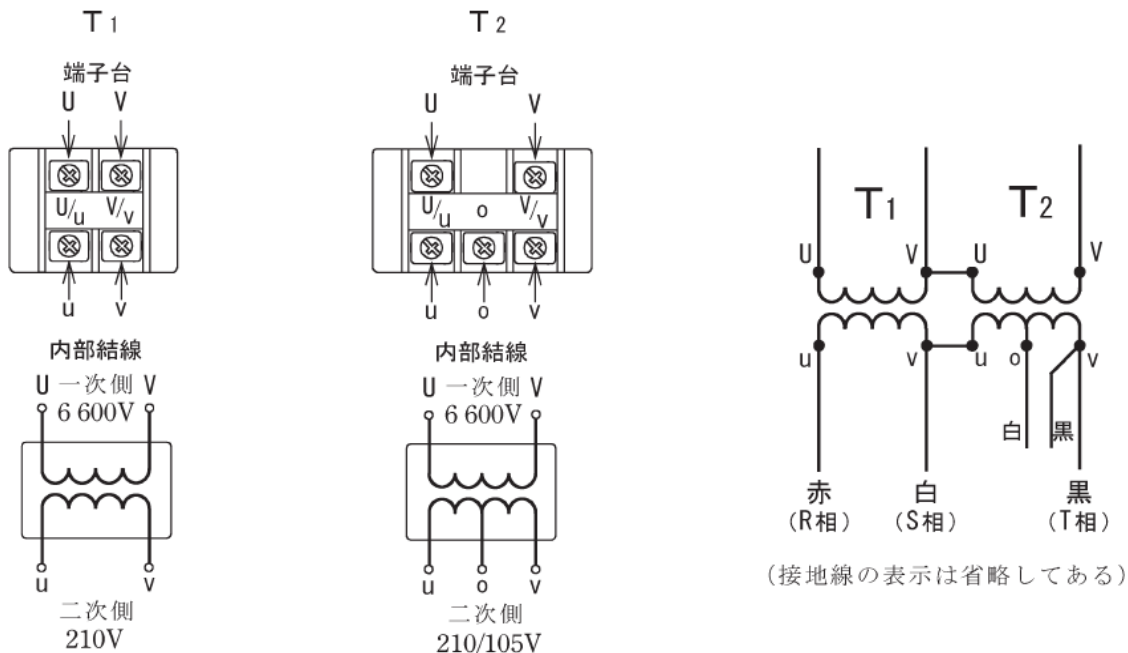 T 1
端子台
U V
U/u V/v
u v
内部結線
U 一次側 V
6 600V
u v
二次側
210V
T 2
端子台
U V
U/u o V/v
u o v
内部結線
U 一次側 V
6 600V
u o v
二次側
210/105V
T1 T2
U V U V
u v u o v
白 黒
赤 白 黒
(R相) (S相) (T相)
(接地線の表示は省略してある)